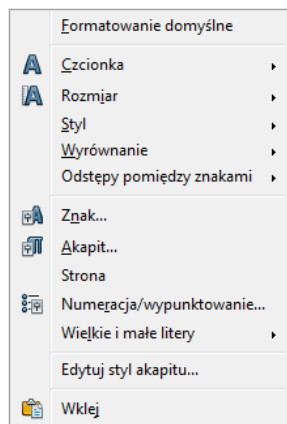 Formatowanie domyślne
Czcionka
Rozmiar
Styl
Wyrównanie
Odstępy pomiędzy znakami
Znak...
Akapit...
Strona
Numeracja/wypunktowanie...
Wielkie i małe litery
Edytuj styl akapitu...
Wklej